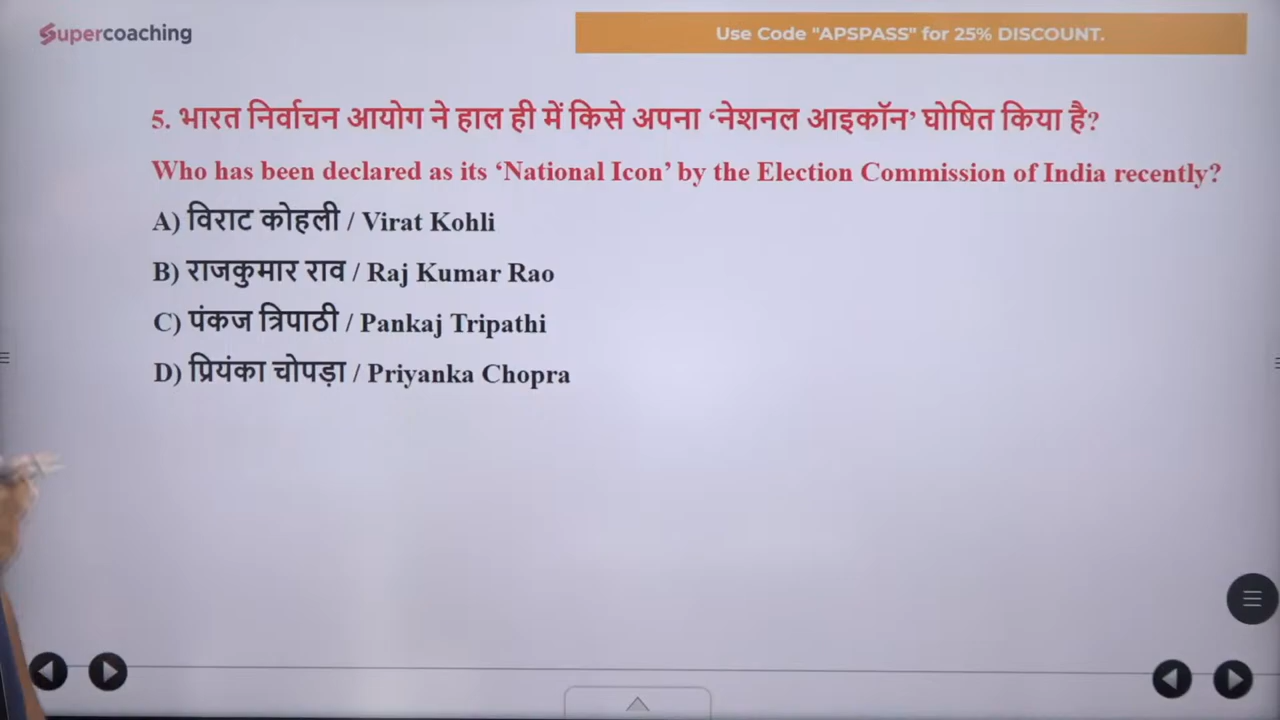 Supercoaching
Use Code "APSPASS" for 25% DISCOUNT.
5. भारत निर्वाचन आयोग ने हाल ही में किसे अपना ‘नेशनल आइकॉन’ घोषित किया है?
Who has been declared as its ‘National Icon’ by the Election Commission of India recently?
A) विराट कोहली / Virat Kohli
B) राजकुमार राव / Raj Kumar Rao
C) पंकज त्रिपाठी / Pankaj Tripathi
D) प्रियंका चोपड़ा / Priyanka Chopra